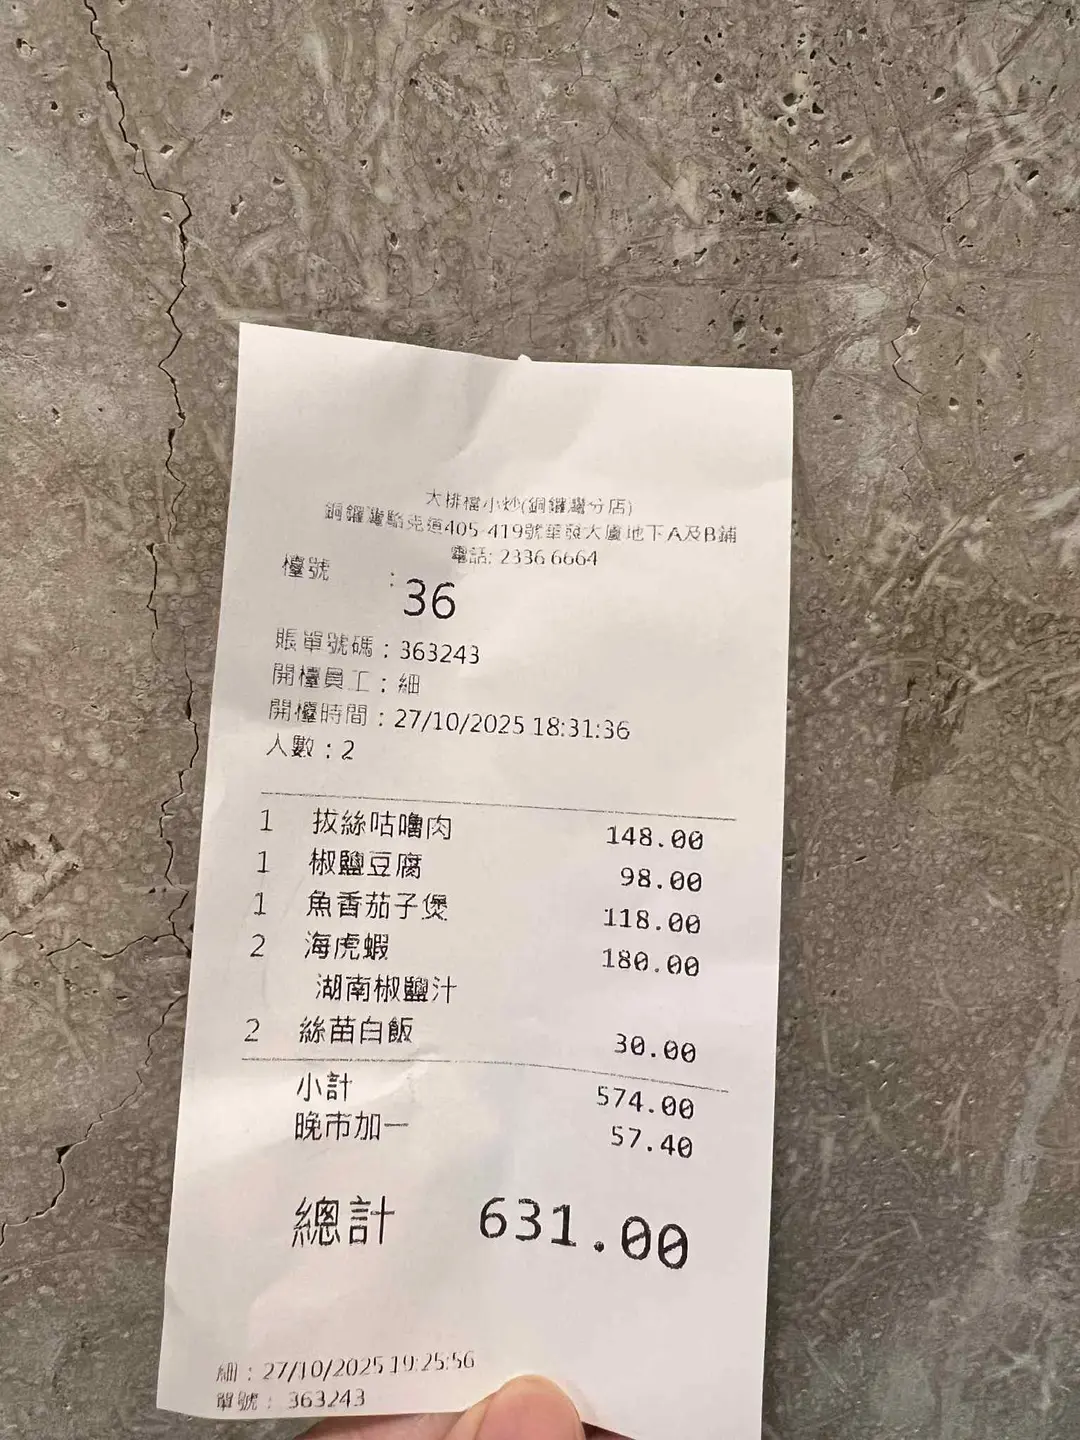 大排檔小炒(銅鑼灣分店)
銅鑼灣駱克道405-419號華發大廈地下A及B鋪
電話: 2336 6664
檯號 : 36
賬單號碼 : 363243
開檯員工 : 細
開檯時間 : 27/10/2025 18:31:36
人數 : 2
1 拔絲咕嚕肉 148.00
1 椒鹽豆腐 98.00
1 魚香茄子煲 118.00
2 海虎蝦 180.00
湖南椒鹽汁
2 絲苗白飯 30.00
小計 574.00
晚市加一 57.40
總計 631.00
細 : 27/10/2025 19:25:56
單號 : 363243